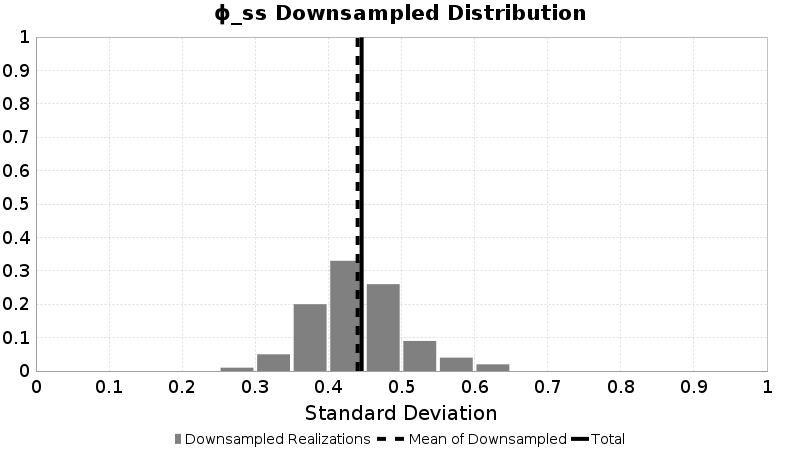 ϕ_ss Downsampled Distribution
1
0.9
0.8
0.7
0.6
0.5
0.4
0.3
0.2
0.1
0
0 0.1 0.2 0.3 0.4 0.5 0.6 0.7 0.8 0.9 1
Standard Deviation
Downsampled Realizations Mean of Downsampled Total